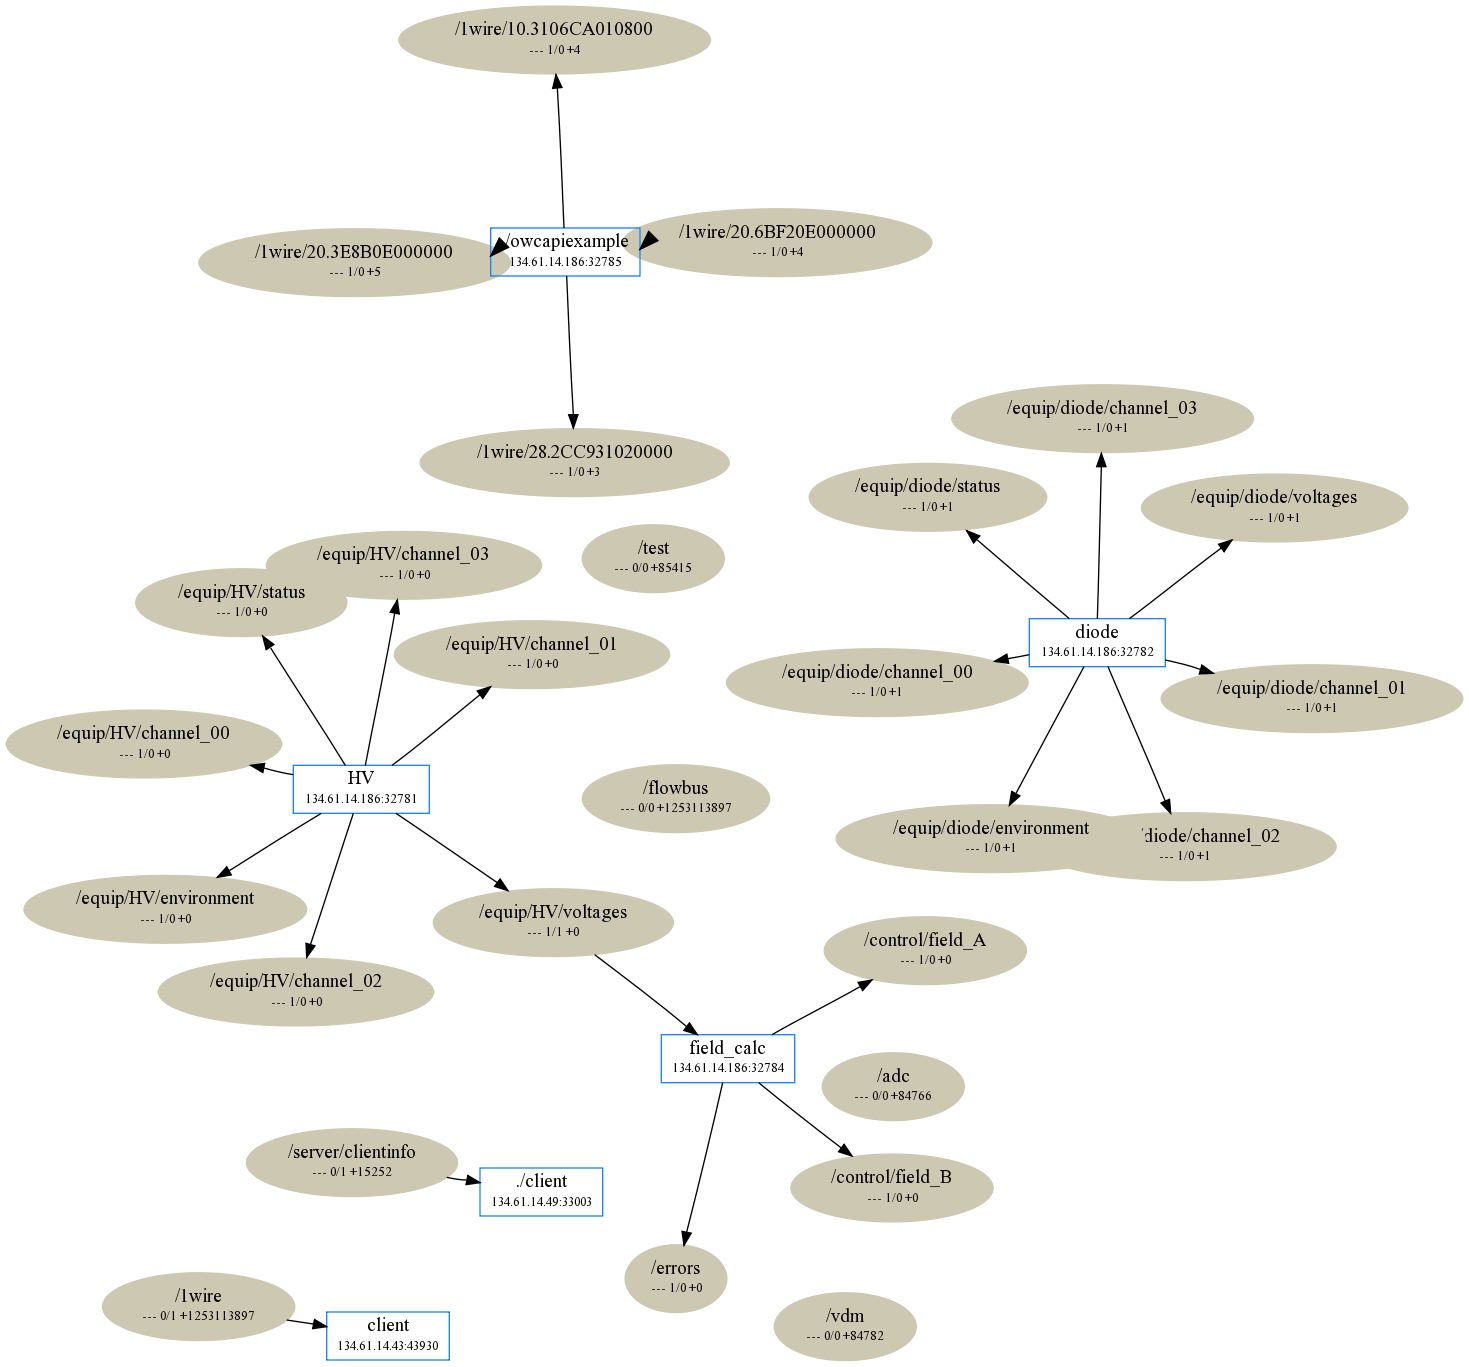 /1wire/10.3106CA010800
--- 1/0 +4
/owcapiexample
134.61.14.186:32785
/1wire/20.6BF20E000000
--- 1/0 +4
/1wire/20.3E8B0E000000
--- 1/0 +5
/1wire/28.2CC931020000
--- 1/0 +3
/equip/diode/channel_03
--- 1/0 +1
/equip/diode/status
--- 1/0 +1
/equip/diode/voltages
--- 1/0 +1
/test
--- 0/0 +85415
/equip/HV/channel_03
--- 1/0 +0
/equip/HV/status
--- 1/0 +0
diode
134.61.14.186:32782
/equip/HV/channel_01
--- 1/0 +0
/equip/diode/channel_00
--- 1/0 +1
/equip/diode/channel_01
--- 1/0 +1
/equip/HV/channel_00
--- 1/0 +0
HV
134.61.14.186:32781
/flowbus
--- 0/0 +1253113897
/equip/diode/environment
--- 1/0 +1
diode/channel_02
--- 1/0 +1
/equip/HV/environment
--- 1/0 +0
/equip/HV/voltages
--- 1/1 +0
/control/field_A
--- 1/0 +0
/equip/HV/channel_02
--- 1/0 +0
field_calc
134.61.14.186:32784
/adc
--- 0/0 +84766
/server/clientinfo
--- 0/1 +15252
./client
134.61.14.49:33003
/control/field_B
--- 1/0 +0
/errors
--- 1/0 +0
/1wire
--- 0/1 +1253113897
client
134.61.14.43:43930
/vdm
--- 0/0 +84782